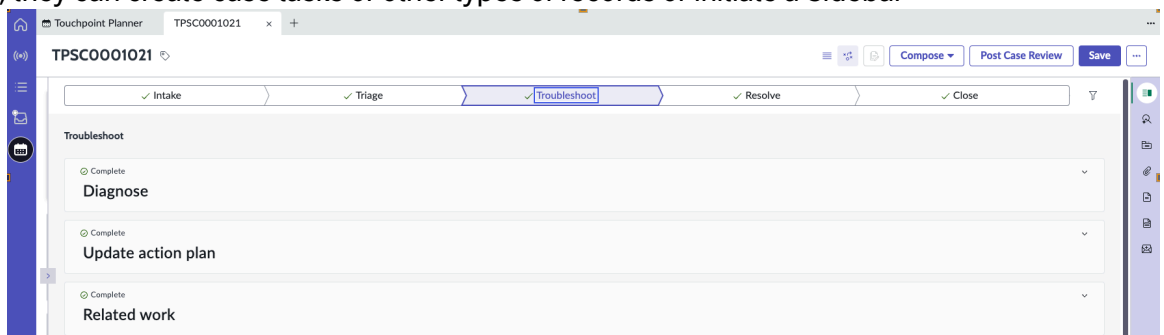 they can create case tasks or other types of records or initiate a Sidebar
Touchpoint Planner TPSC0001021 × +
TPSC0001021 Compose Post Case Review Save
Intake Triage Troubleshoot Resolve Close
Troubleshoot
Complete
Diagnose
Complete
Update action plan
Complete
Related work